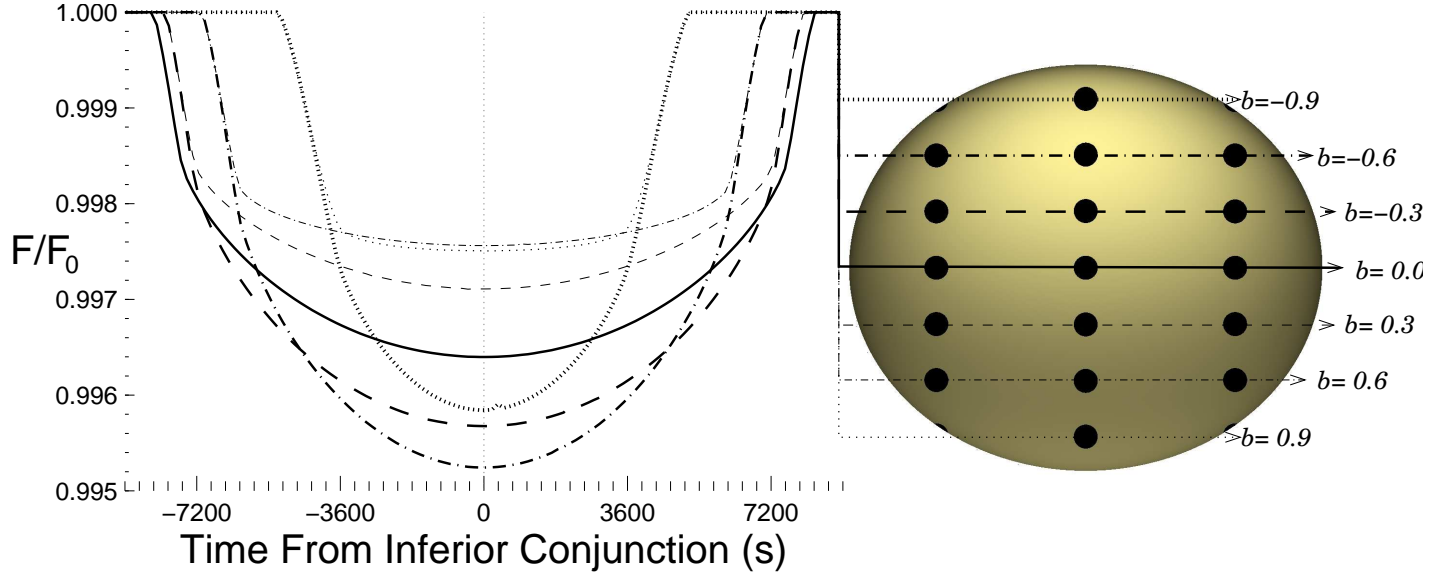 1.000
0.999
0.998
0.997
0.996
0.995
F/F0
−7200 −3600 0 3600 7200
Time From Inferior Conjunction (s)
b=−0.9
b=−0.6
b=−0.3
b= 0.0
b= 0.3
b= 0.6
b= 0.9